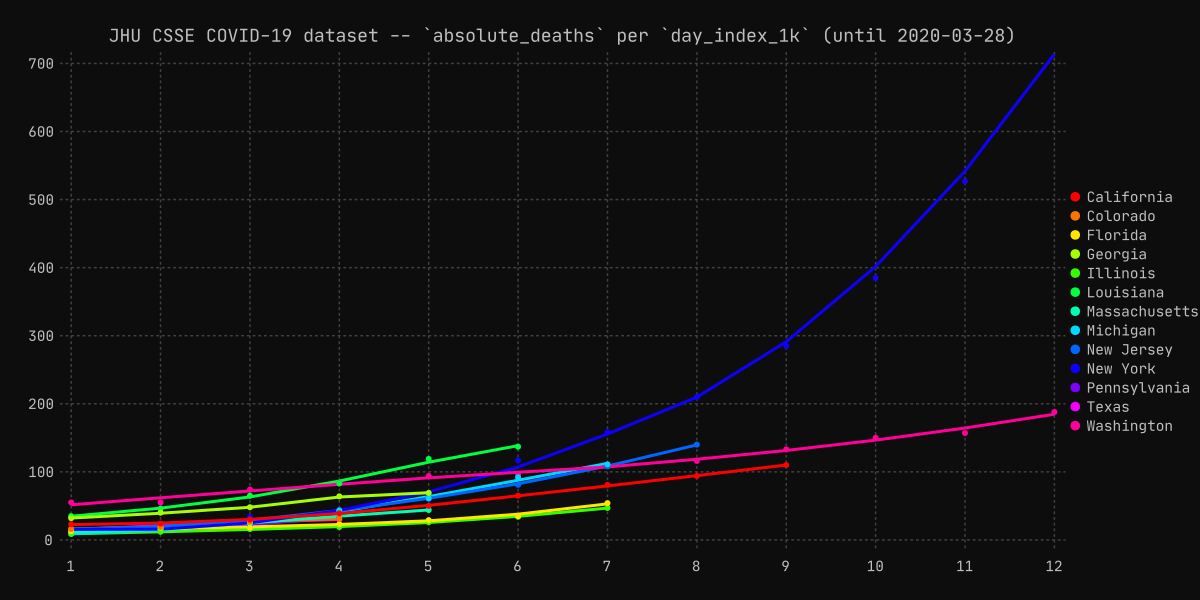 JHU CSSE COVID-19 dataset -- `absolute_deaths` per `day_index_1k` (until 2020-03-28)
700
600
500
400
300
200
100
0
1 2 3 4 5 6 7 8 9 10 11 12
California
Colorado
Florida
Georgia
Illinois
Louisiana
Massachusetts
Michigan
New Jersey
New York
Pennsylvania
Texas
Washington